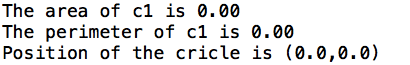 The area of c1 is 0.00
The perimeter of c1 is 0.00
Position of the cricle is (0.0,0.0)